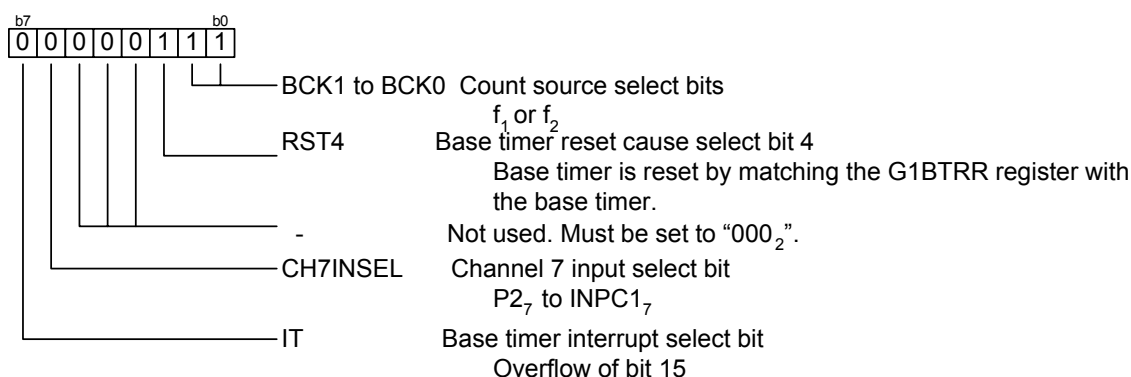 b7 b0
0 0 0 0 0 1 1 1
BCK1 to BCK0 Count source select bits
f₁ or f₂
RST4 Base timer reset cause select bit 4
Base timer is reset by matching the G1BTRR register with
the base timer.
- Not used. Must be set to “000₂”.
CH7INSEL Channel 7 input select bit
P2₇ to INPC1₇
IT Base timer interrupt select bit
Overflow of bit 15